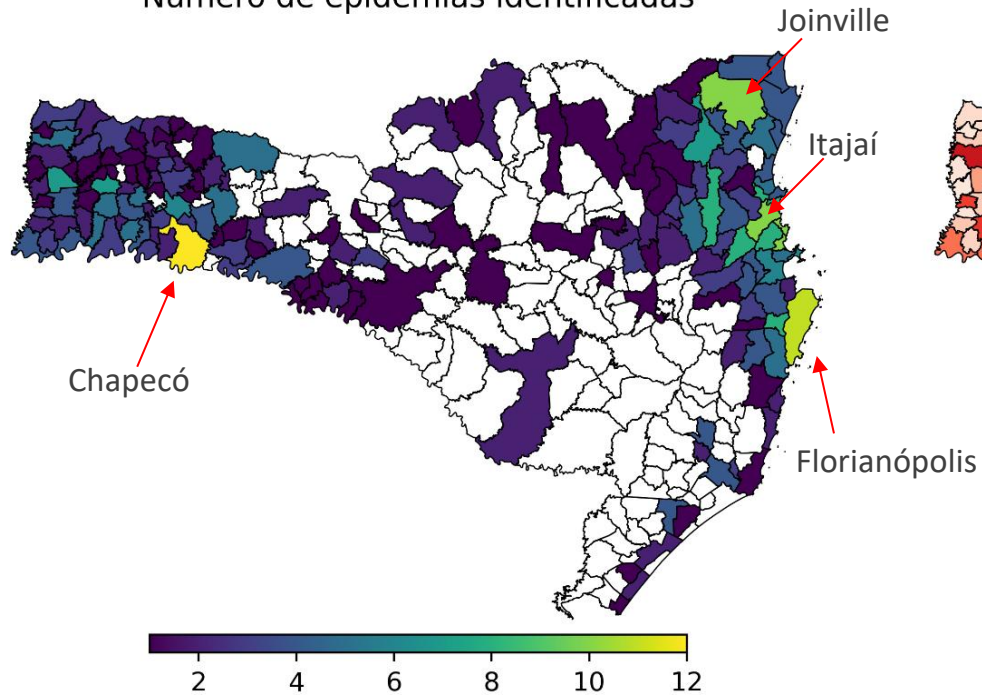 Número de epidemias identificadas
Joinville
Itajaí
Chapecó
Florianópolis
2 4 6 8 10 12